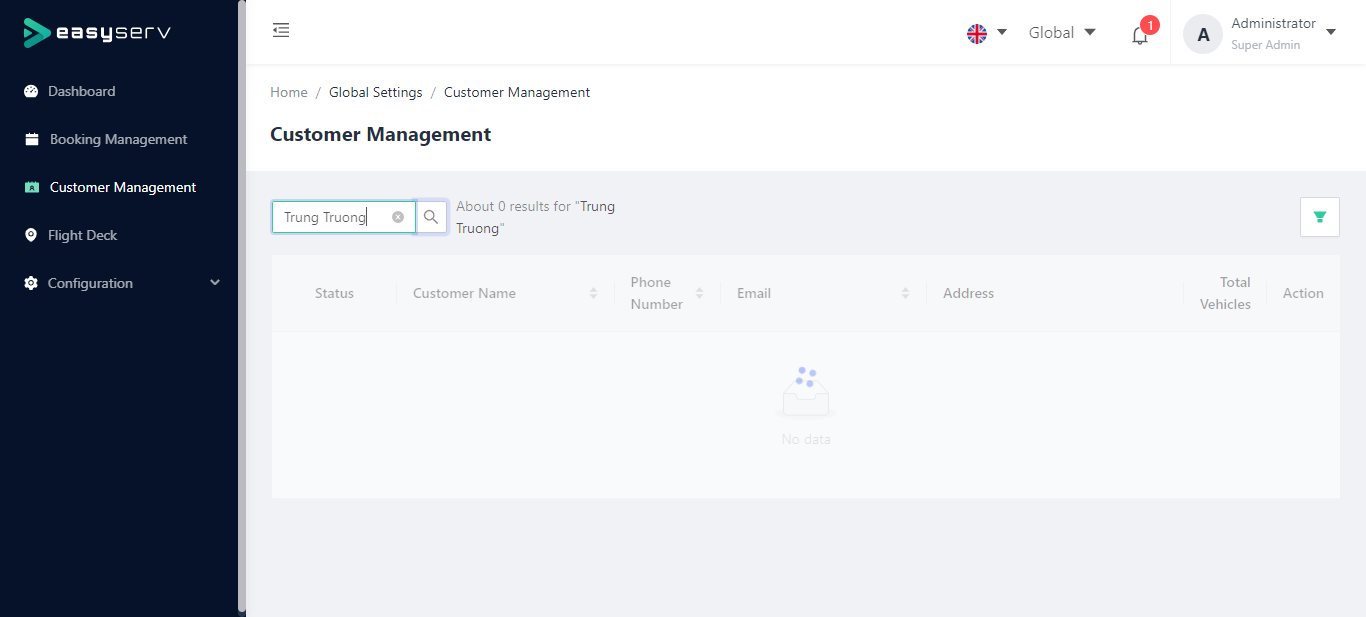 easyserv
Dashboard
Booking Management
Customer Management
Flight Deck
Configuration
Global
1
A
Administrator
Super Admin
Home / Global Settings / Customer Management
Customer Management
Trung Truong
About 0 results for "Trung
Truong"
Status
Customer Name
Phone
Number
Email
Address
Total
Vehicles
Action
No data